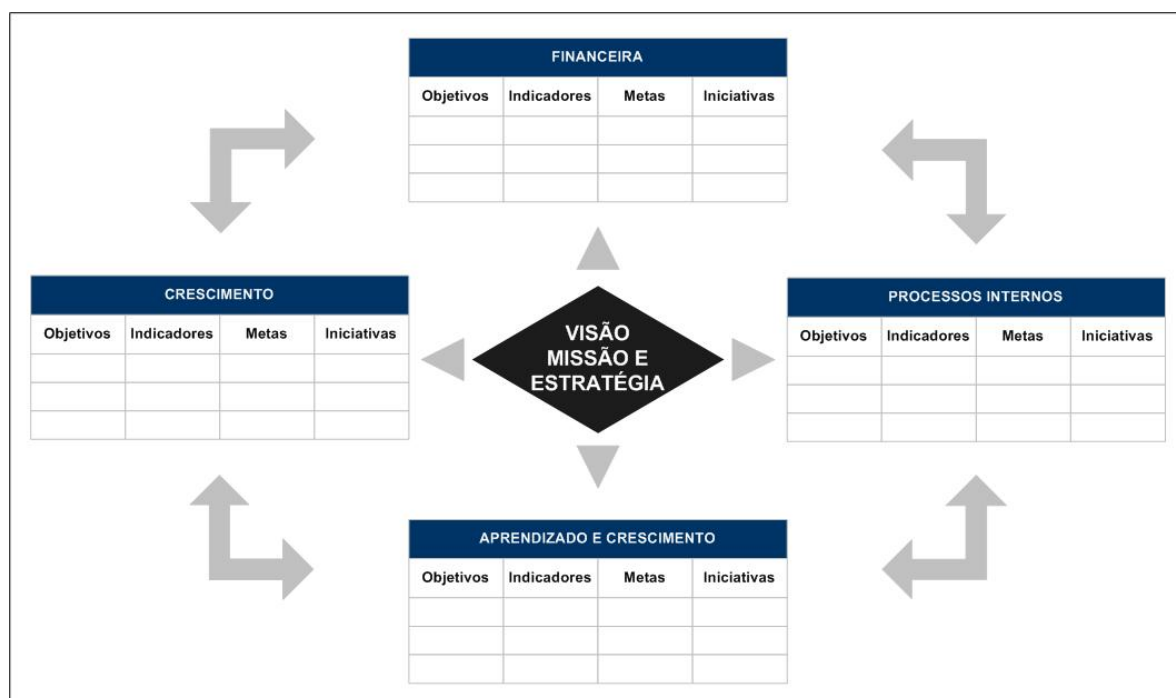 FINANCEIRA
Objetivos Indicadores Metas Iniciativas
CRESCIMENTO
Objetivos Indicadores Metas Iniciativas
VISÃO
MISSÃO E
ESTRATÉGIA
PROCESSOS INTERNOS
Objetivos Indicadores Metas Iniciativas
APRENDIZADO E CRESCIMENTO
Objetivos Indicadores Metas Iniciativas